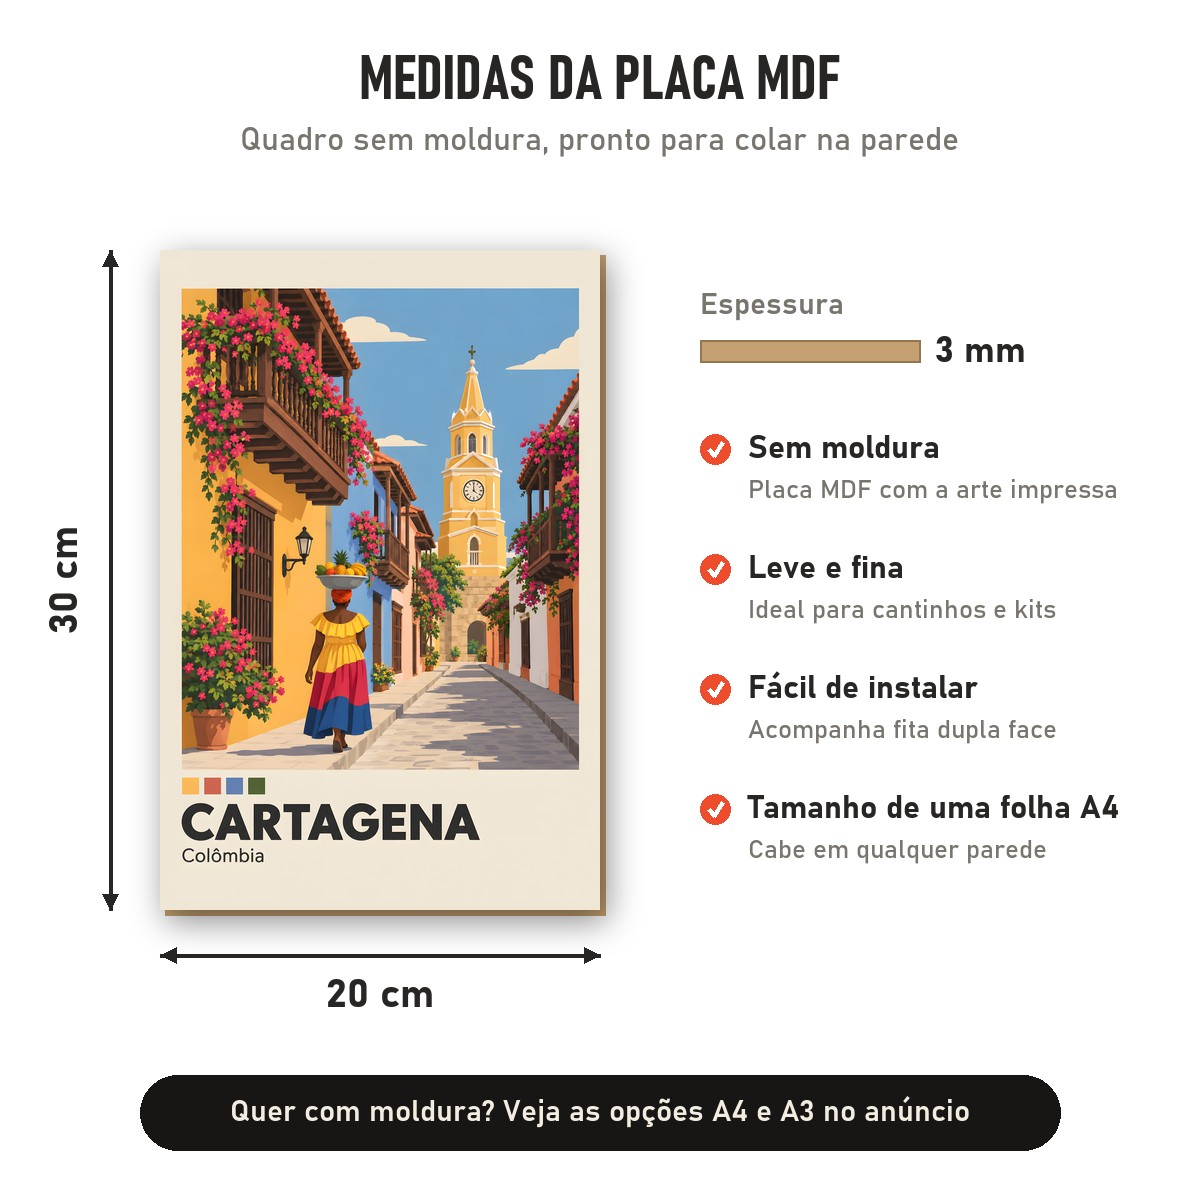 MEDIDAS DA PLACA MDF
Quadro sem moldura, pronto para colar na parede
30 cm
CARTAGENA
Colômbia
20 cm
Espessura
3 mm
Sem moldura
Placa MDF com a arte impressa
Leve e fina
Ideal para cantinhos e kits
Fácil de instalar
Acompanha fita dupla face
Tamanho de uma folha A4
Cabe em qualquer parede
Quer com moldura? Veja as opções A4 e A3 no anúncio